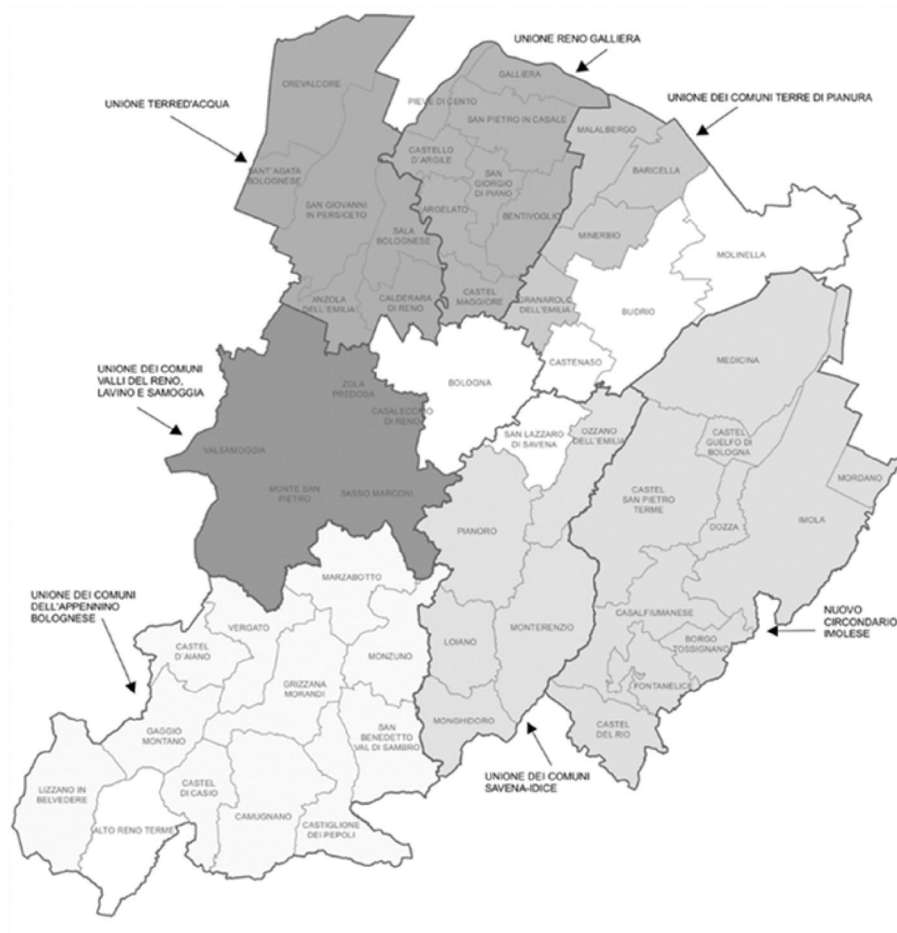 UNIONE RENO GALLIERA
GALLIERA
CREVALCORE
UNIONE TERRED'ACQUA
PIEVE DI CENTO
UNIONE DEI COMUNI TERRE DI PIANURA
SAN PIETRO IN CASALE
MALALBERGO
CASTELLO
D'ARGILE
BARICELLA
SANT'AGATA
BOLOGNESE
SAN
GIORGIO
DI PIANO
SAN GIOVANNI
IN PERSICETO
ARGELATO
BENTIVOGLIO
SALA
BOLOGNESE
MINERBIO
MOLINELLA
ANZOLA
DELL'EMILIA
CALDERARA
DI RENO
CASTEL
MAGGIORE
GRANAROLO
DELL'EMILIA
BUDRIO
MEDICINA
CASTENASO
UNIONE DEI COMUNI
VALLI DEL RENO,
LAVINO E SAMOGGIA
ZOLA
PREDOSA
BOLOGNA
CASALECCHIO
DI RENO
SAN LAZZARO
DI SAVENA
OZZANO
DELL'EMILIA
CASTEL
GUELFO DI
BOLOGNA
VALSAMOGGIA
MORDANO
MONTE SAN
PIETRO
SASSO MARCONI
CASTEL
SAN PIETRO
TERME
IMOLA
PIANORO
DOZZA
MARZABOTTO
UNIONE DEI COMUNI
DELL'APPENNINO
BOLOGNESE
VERGATO
CASALFIUMANESE
NUOVO
CIRCONDARIO
IMOLESE
CASTEL
D'AIANO
MONZUNO
LOIANO
MONTERENZIO
BORGO
TOSSIGNANO
GRIZZANA
MORANDI
FONTANELICE
GAGGIO
MONTANO
SAN
BENEDETTO
VAL DI SAMBRO
MONGHIDORO
CASTEL
DEL RIO
UNIONE DEI COMUNI
SAVENA-IDICE
LIZZANO IN
BELVEDERE
CASTEL
DI CASIO
CAMUGNANO
ALTO RENO TERME
CASTIGLIONE
DEI PEPOLI